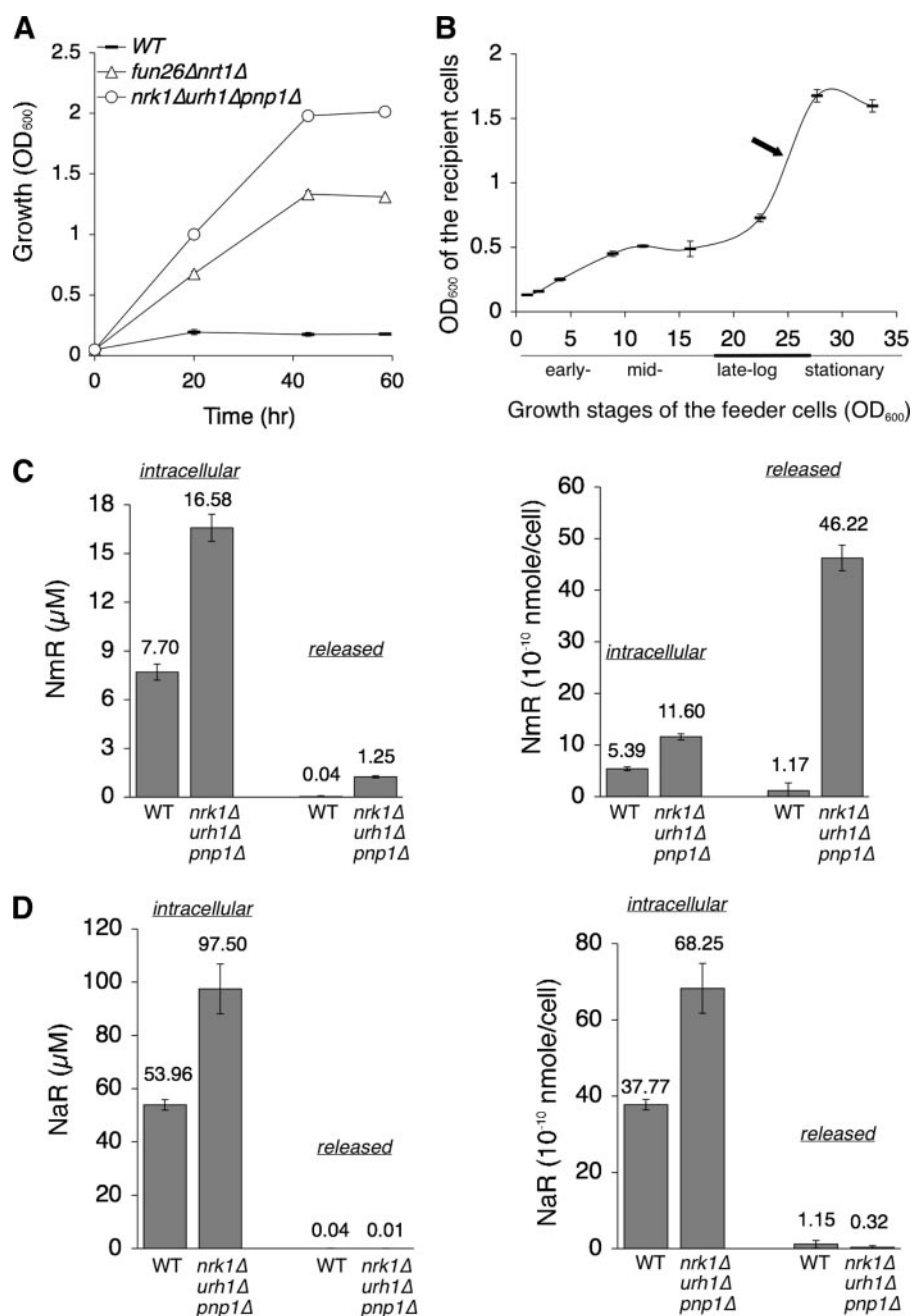 A
WT
fun26Δnrt1Δ
nrk1Δurh1Δpnp1Δ
Growth (OD600)
2.5
2
1.5
1
0.5
0
0 20 40 60
Time (hr)
B
OD600 of the recipient cells
2
1.5
1
0.5
0
0 5 10 15 20 25 30 35
early- mid- late-log stationary
Growth stages of the feeder cells (OD600)
C
intracellular
16.58
7.70
released
0.04 1.25
NmR (µM)
18
15
12
9
6
3
0
WT nrk1Δ WT nrk1Δ
urh1Δ urh1Δ
pnp1Δ pnp1Δ
released
46.22
intracellular
5.39 11.60
1.17
NmR (10-10 nmole/cell)
60
50
40
30
20
10
0
WT nrk1Δ WT nrk1Δ
urh1Δ urh1Δ
pnp1Δ pnp1Δ
D
intracellular
97.50
53.96
released
0.04 0.01
NaR (µM)
120
100
80
60
40
20
0
WT nrk1Δ WT nrk1Δ
urh1Δ urh1Δ
pnp1Δ pnp1Δ
intracellular
68.25
37.77
released
1.15 0.32
NaR (10-10 nmole/cell)
80
60
40
20
0
WT nrk1Δ WT nrk1Δ
urh1Δ urh1Δ
pnp1Δ pnp1Δ